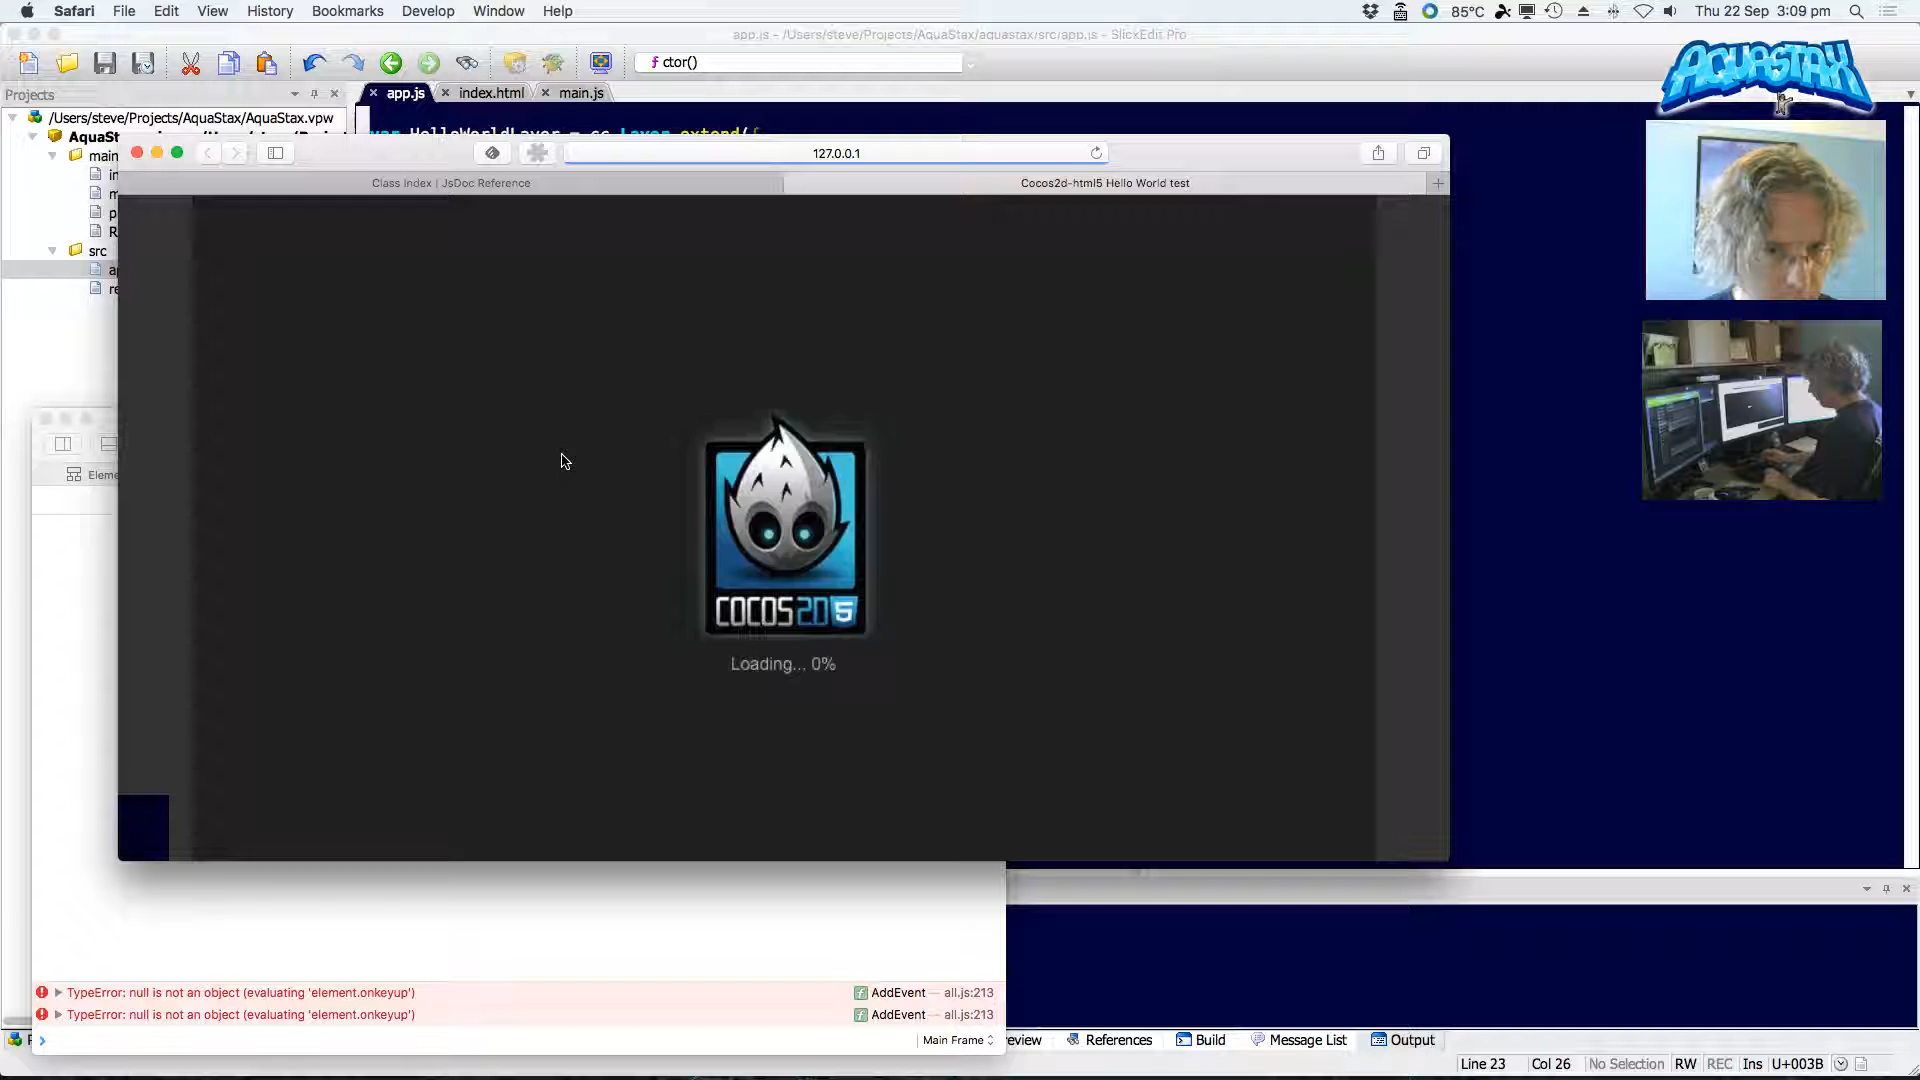 Safari File Edit View History Bookmarks Develop Window Help
85°C Thu 22 Sep 3:09 pm
app.js – /Users/steve/Projects/AquaStax/aquastax/src/app.js – SlickEdit Pro
ctor()
AQUASTAX
Projects
app.js index.html main.js
/Users/steve/Projects/AquaStax/AquaStax.vpw
main
src
127.0.0.1
Class Index | JsDoc Reference
Cocos2d-html5 Hello World test
COCOS2D 5
Loading... 0%
TypeError: null is not an object (evaluating 'element.onkeyup')
f AddEvent — all.js:213
TypeError: null is not an object (evaluating 'element.onkeyup')
f AddEvent — all.js:213
Main Frame
References Build Message List Output
Line 23 Col 26 No Selection RW REC Ins U+003B